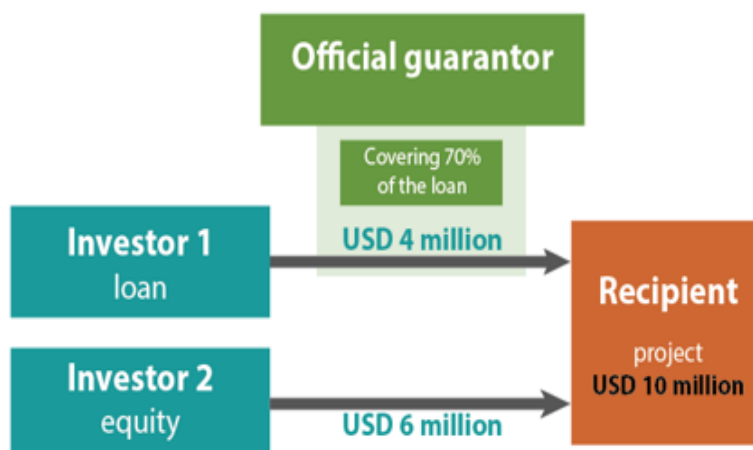 Official guarantor
Covering 70%
of the loan
Investor 1
loan
USD 4 million
Investor 2
equity
USD 6 million
Recipient
project
USD 10 million